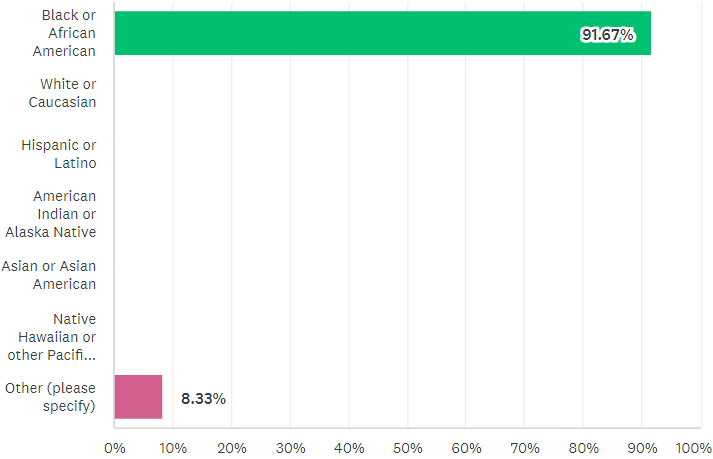 Black or
African
American
91.67%
White or
Caucasian
Hispanic or
Latino
American
Indian or
Alaska Native
Asian or Asian
American
Native
Hawaiian or
other Pacifi...
Other (please
specify)
8.33%
0% 10% 20% 30% 40% 50% 60% 70% 80% 90% 100%